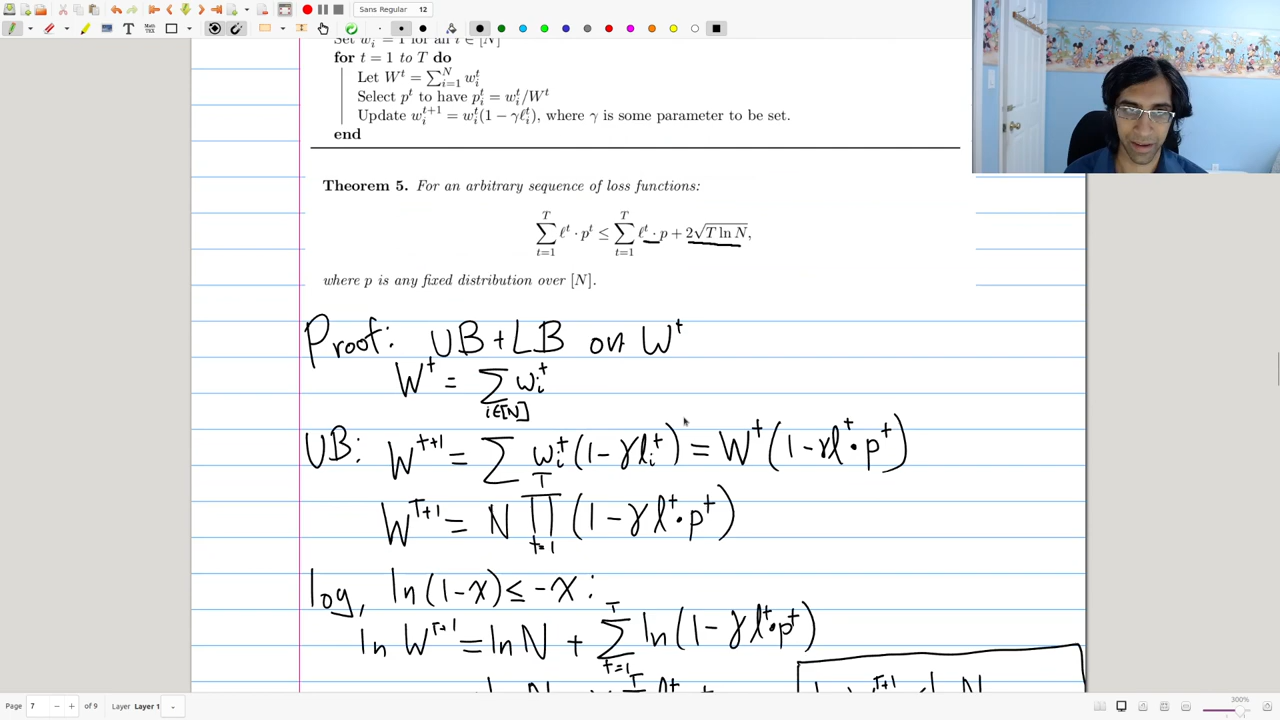 Sans Regular 12
Set w_i = 1 for all i ∈ [N]
for t = 1 to T do
Let W^t = ∑_{i=1}^N w_i^t
Select p^t to have p_i^t = w_i^t/W^t
Update w_i^{t+1} = w_i^t(1 − γℓ_i^t), where γ is some parameter to be set.
end
Theorem 5. For an arbitrary sequence of loss functions:
∑_{t=1}^T ℓ^t · p^t ≤ ∑_{t=1}^T ℓ^t · p + 2√(T ln N),
where p is any fixed distribution over [N].
Proof: UB + LB on W^t
W^t = ∑_{i∈[N]} w_i^t
UB: W^{t+1} = ∑ w_i^t (1 − γℓ_i^t) = W^t (1 − γℓ^t · p^t)
W^{T+1} = N ∏_{t=1}^T (1 − γℓ^t · p^t)
log, ln(1−x) ≤ −x:
ln W^{T+1} = ln N + ∑_{t=1}^T ln(1 − γℓ^t · p^t)
Page 7 of 9 Layer Layer 1 300%